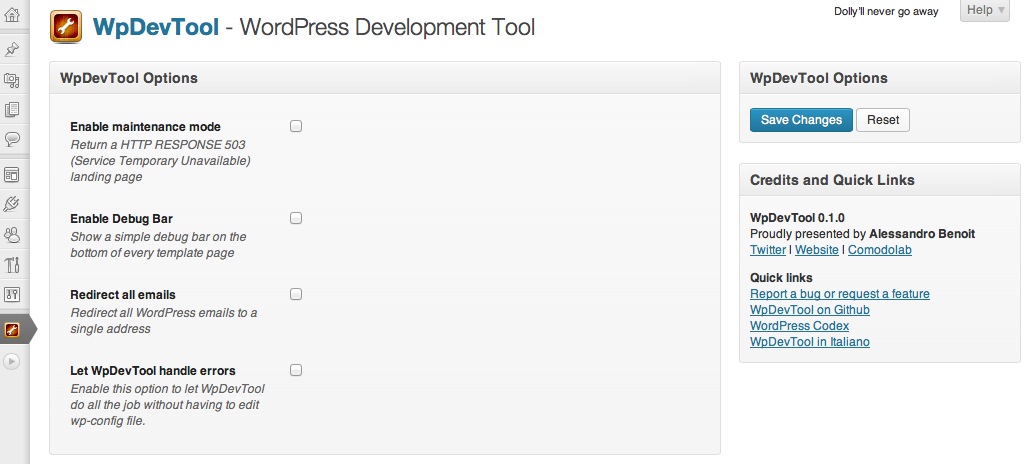 Dolly'll never go away
Help
WpDevTool - WordPress Development Tool
WpDevTool Options
Enable maintenance mode
Return a HTTP RESPONSE 503
(Service Temporary Unavailable)
landing page
Enable Debug Bar
Show a simple debug bar on the
bottom of every template page
Redirect all emails
Redirect all WordPress emails to a
single address
Let WpDevTool handle errors
Enable this option to let WpDevTool
do all the job without having to edit
wp-config file.
WpDevTool Options
Save Changes
Reset
Credits and Quick Links
WpDevTool 0.1.0
Proudly presented by Alessandro Benoit
Twitter | Website | Comodolab
Quick links
Report a bug or request a feature
WpDevTool on Github
WordPress Codex
WpDevTool in Italiano